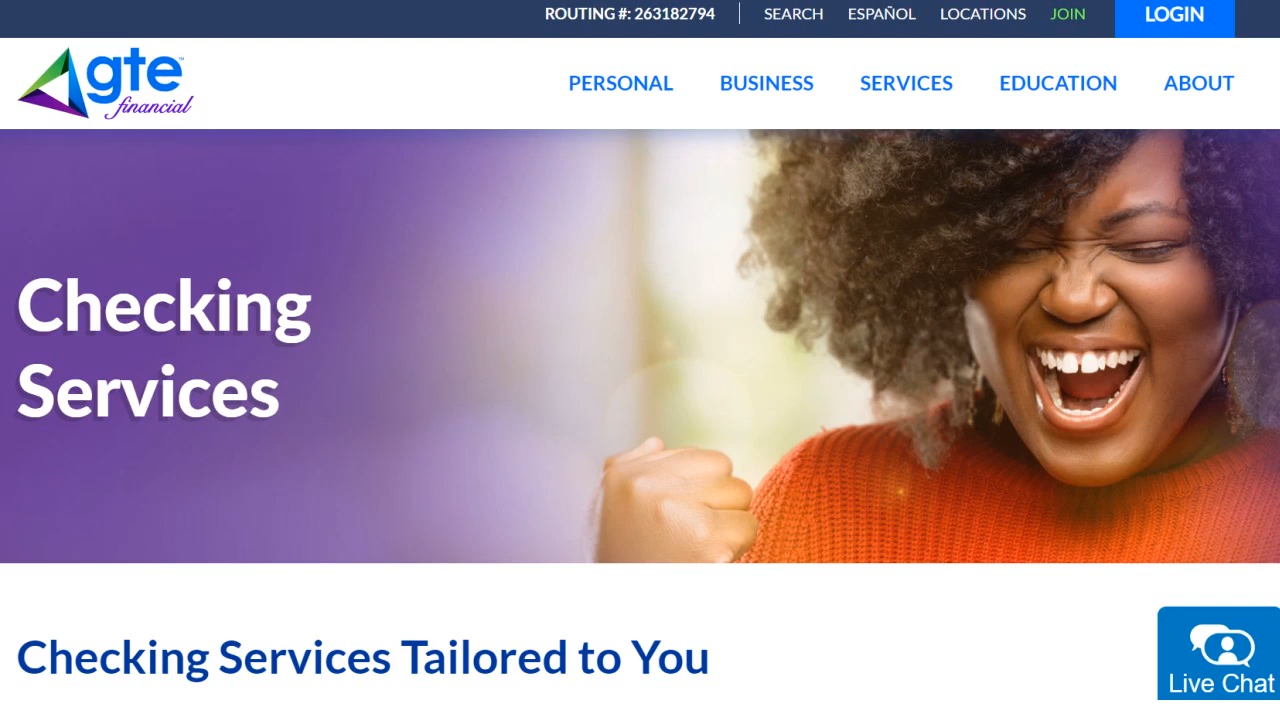 ROUTING #: 263182794 SEARCH ESPAÑOL LOCATIONS JOIN LOGIN
gte™
financial
PERSONAL BUSINESS SERVICES EDUCATION ABOUT
Checking
Services
Checking Services Tailored to You
Live Chat